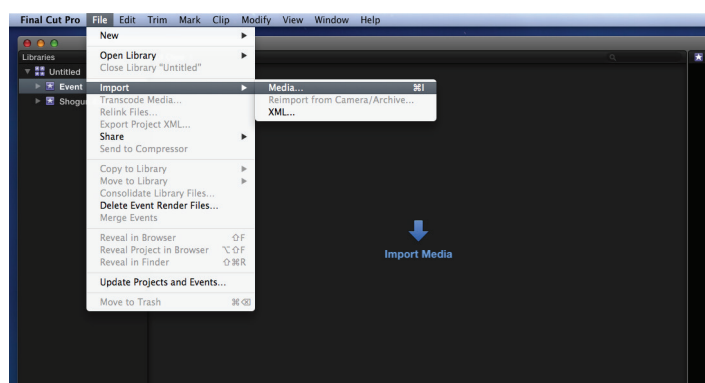 Final Cut Pro File Edit Trim Mark Clip Modify View Window Help
New
Libraries
Open Library
Close Library "Untitled"
Untitled
Event
Import
Media... ⌘I
Transcode Media...
Reimport from Camera/Archive...
Relink Files...
XML...
Export Project XML...
Share
Send to Compressor
Copy to Library
Move to Library
Consolidate Library Files...
Delete Event Render Files...
Merge Events
Reveal in Browser ⇧F
Reveal Project in Browser ⌥⇧F
Reveal in Finder ⇧⌘R
Import Media
Update Projects and Events...
Move to Trash ⌘⌫